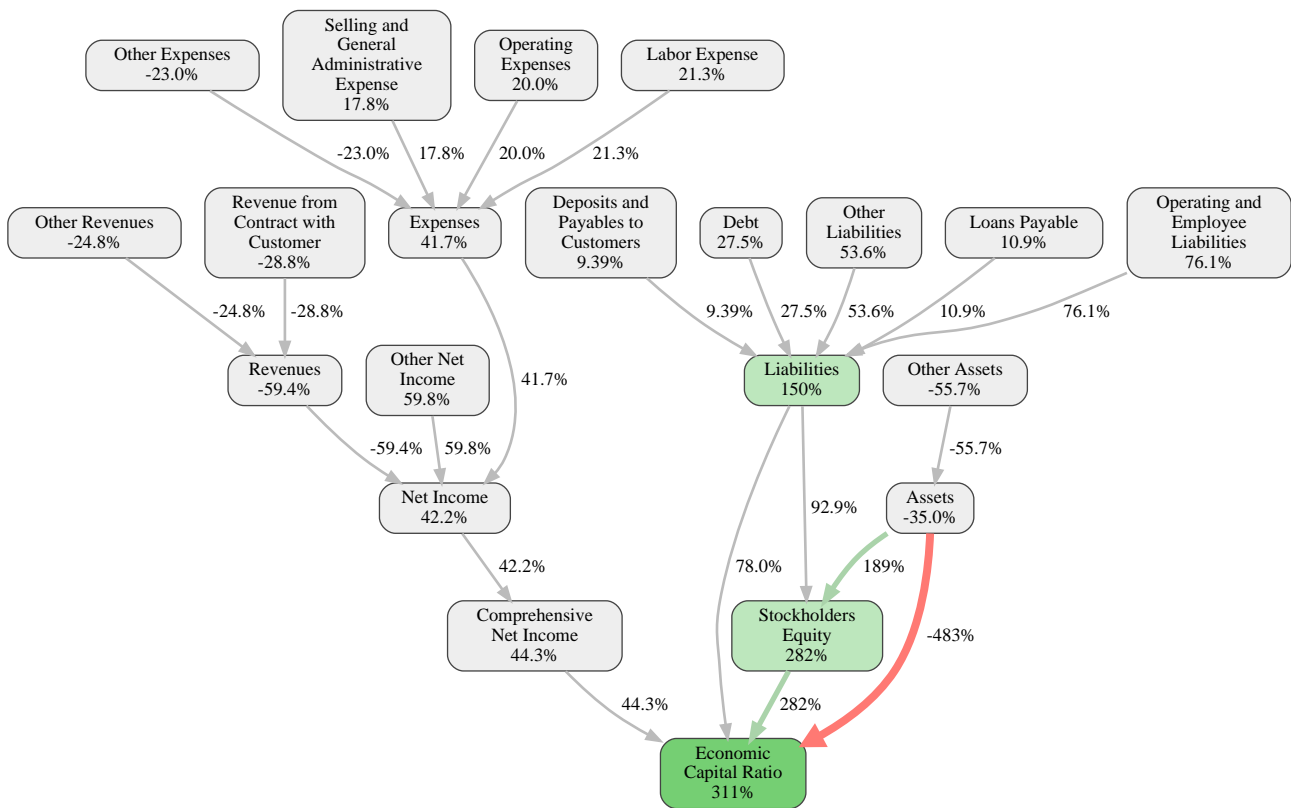 Other Expenses
-23.0%
Selling and
General
Administrative
Expense
17.8%
Operating
Expenses
20.0%
Labor Expense
21.3%
-23.0%
17.8%
20.0%
21.3%
Other Revenues
-24.8%
Revenue from
Contract with
Customer
-28.8%
Expenses
41.7%
Deposits and
Payables to
Customers
9.39%
Debt
27.5%
Other
Liabilities
53.6%
Loans Payable
10.9%
Operating and
Employee
Liabilities
76.1%
-24.8%
-28.8%
9.39%
27.5%
53.6%
10.9%
76.1%
Revenues
-59.4%
Other Net
Income
59.8%
41.7%
Liabilities
150%
Other Assets
-55.7%
-59.4%
59.8%
-55.7%
Net Income
42.2%
92.9%
Assets
-35.0%
42.2%
78.0%
189%
Comprehensive
Net Income
44.3%
Stockholders
Equity
282%
-483%
44.3%
282%
Economic
Capital Ratio
311%